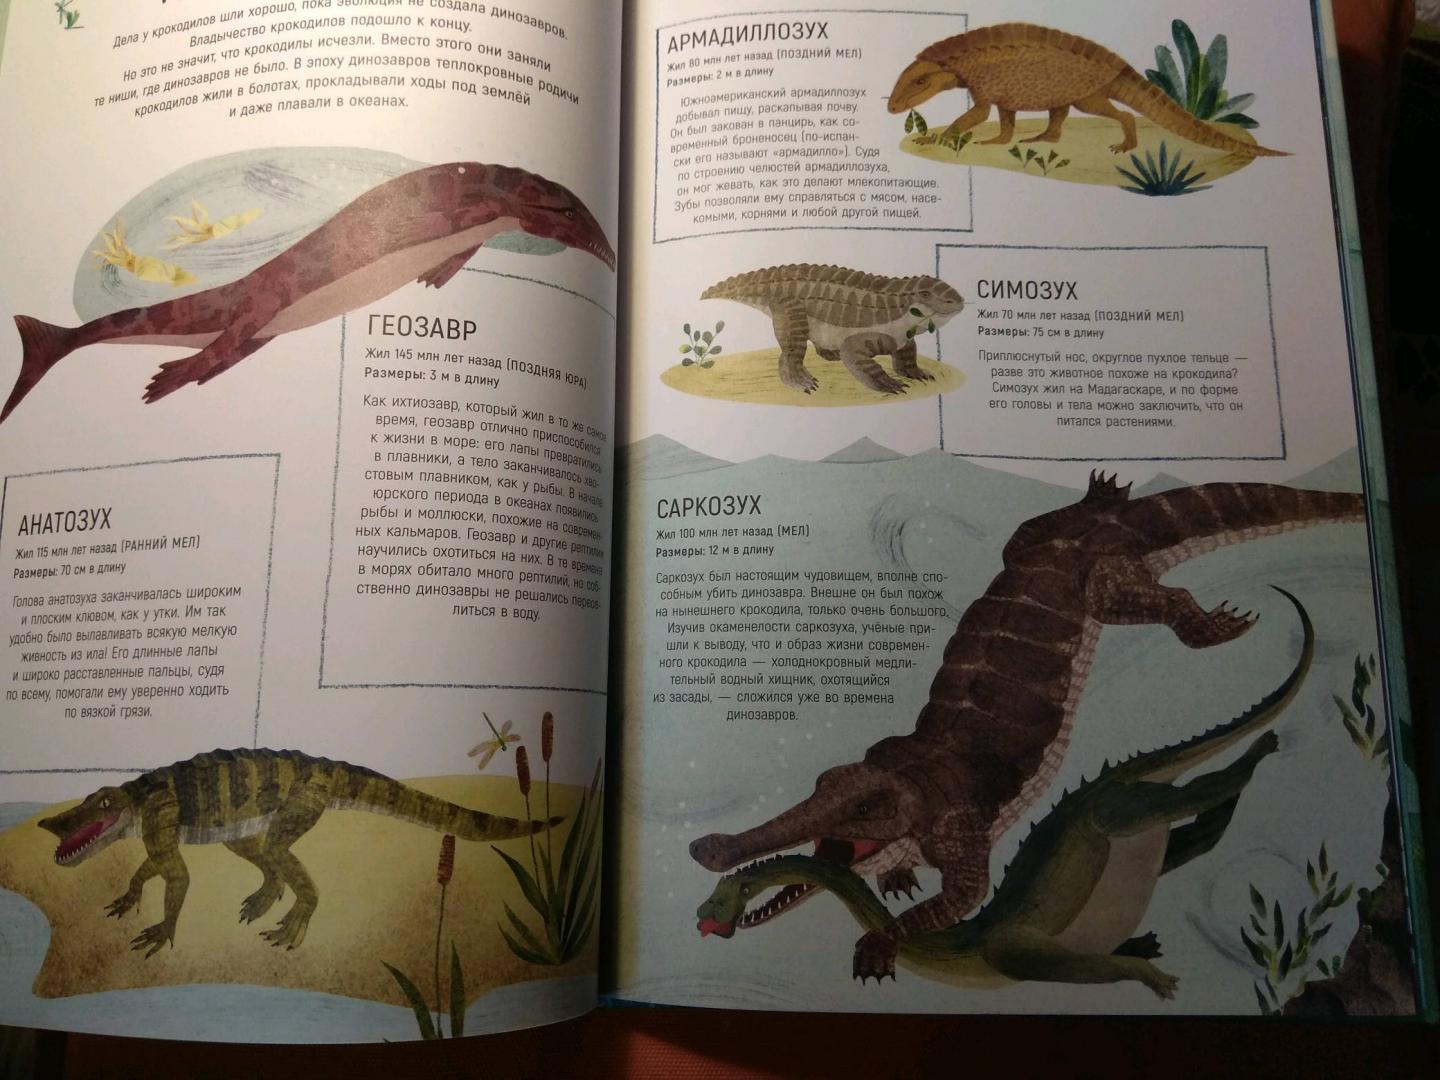 Дела у крокодилов шли хорошо, пока эволюция не создала динозавров.
Владычество крокодилов подошло к концу.
Но это не значит, что крокодилы исчезли. Вместо этого они заняли
те ниши, где динозавров не было. В эпоху динозавров теплокровные родичи
крокодилов жили в болотах, прокладывали ходы под землёй
и даже плавали в океанах.
ГЕОЗАВР
Жил 145 млн лет назад (ПОЗДНЯЯ ЮРА)
Размеры: 3 м в длину
Как ихтиозавр, который жил в то же самое
время, геозавр отлично приспособился
к жизни в море: его лапы превратились
в плавники, а тело заканчивалось хво-
стовым плавником, как у рыбы. В начале
юрского периода в океанах появились
рыбы и моллюски, похожие на современ-
ных кальмаров. Геозавр и другие рептилии
научились охотиться на них. В те времена
в морях обитало много рептилий, но соб-
ственно динозавры не решались пересе-
литься в воду.
АНАТОЗУХ
Жил 115 млн лет назад (РАННИЙ МЕЛ)
Размеры: 70 см в длину
Голова анатозуха заканчивалась широким
и плоским клювом, как у утки. Им так
удобно было вылавливать всякую мелкую
живность из ила! Его длинные лапы
и широко расставленные пальцы, судя
по всему, помогали ему уверенно ходить
по вязкой грязи.
АРМАДИЛЛОЗУХ
Жил 80 млн лет назад (ПОЗДНИЙ МЕЛ)
Размеры: 2 м в длину
Южноамериканский армадиллозух
добывал пищу, раскапывая почву.
Он был закован в панцирь, как со-
временный броненосец (по-испан-
ски его называют «армадилло»). Судя
по строению челюстей армадиллозуха,
он мог жевать, как это делают млекопитающие.
Зубы позволяли ему справляться с мясом, насе-
комыми, корнями и любой другой пищей.
СИМОЗУХ
Жил 70 млн лет назад (ПОЗДНИЙ МЕЛ)
Размеры: 75 см в длину
Приплюснутый нос, округлое пухлое тельце —
разве это животное похоже на крокодила?
Симозух жил на Мадагаскаре, и по форме
его головы и тела можно заключить, что он
питался растениями.
САРКОЗУХ
Жил 100 млн лет назад (МЕЛ)
Размеры: 12 м в длину
Саркозух был настоящим чудовищем, вполне спо-
собным убить динозавра. Внешне он был похож
на нынешнего крокодила, только очень большого.
Изучив окаменелости саркозуха, учёные при-
шли к выводу, что и образ жизни современ-
ного крокодила — холоднокровный медли-
тельный водный хищник, охотящийся
из засады, — сложился уже во времена
динозавров.